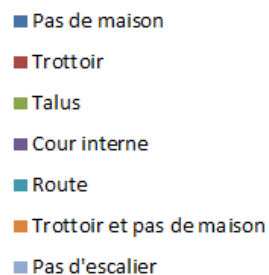 Pas de maison
Trottoir
Talus
Cour interne
Route
Trottoir et pas de maison
Pas d'escalier